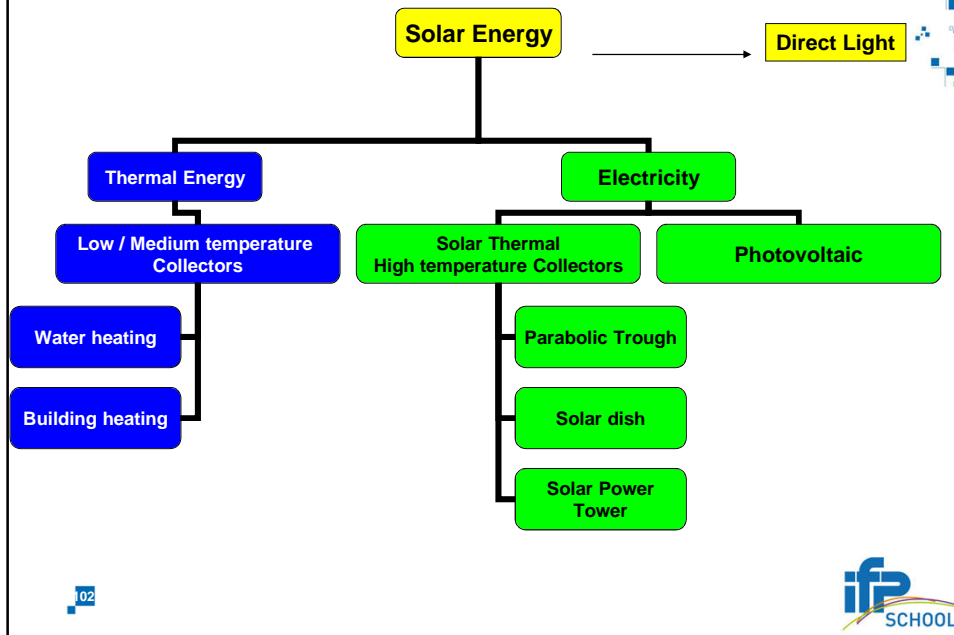 Solar Energy
Direct Light
Thermal Energy
Electricity
Low / Medium temperature
Collectors
Solar Thermal
High temperature Collectors
Photovoltaic
Water heating
Parabolic Trough
Building heating
Solar dish
Solar Power
Tower
102
ifp
SCHOOL